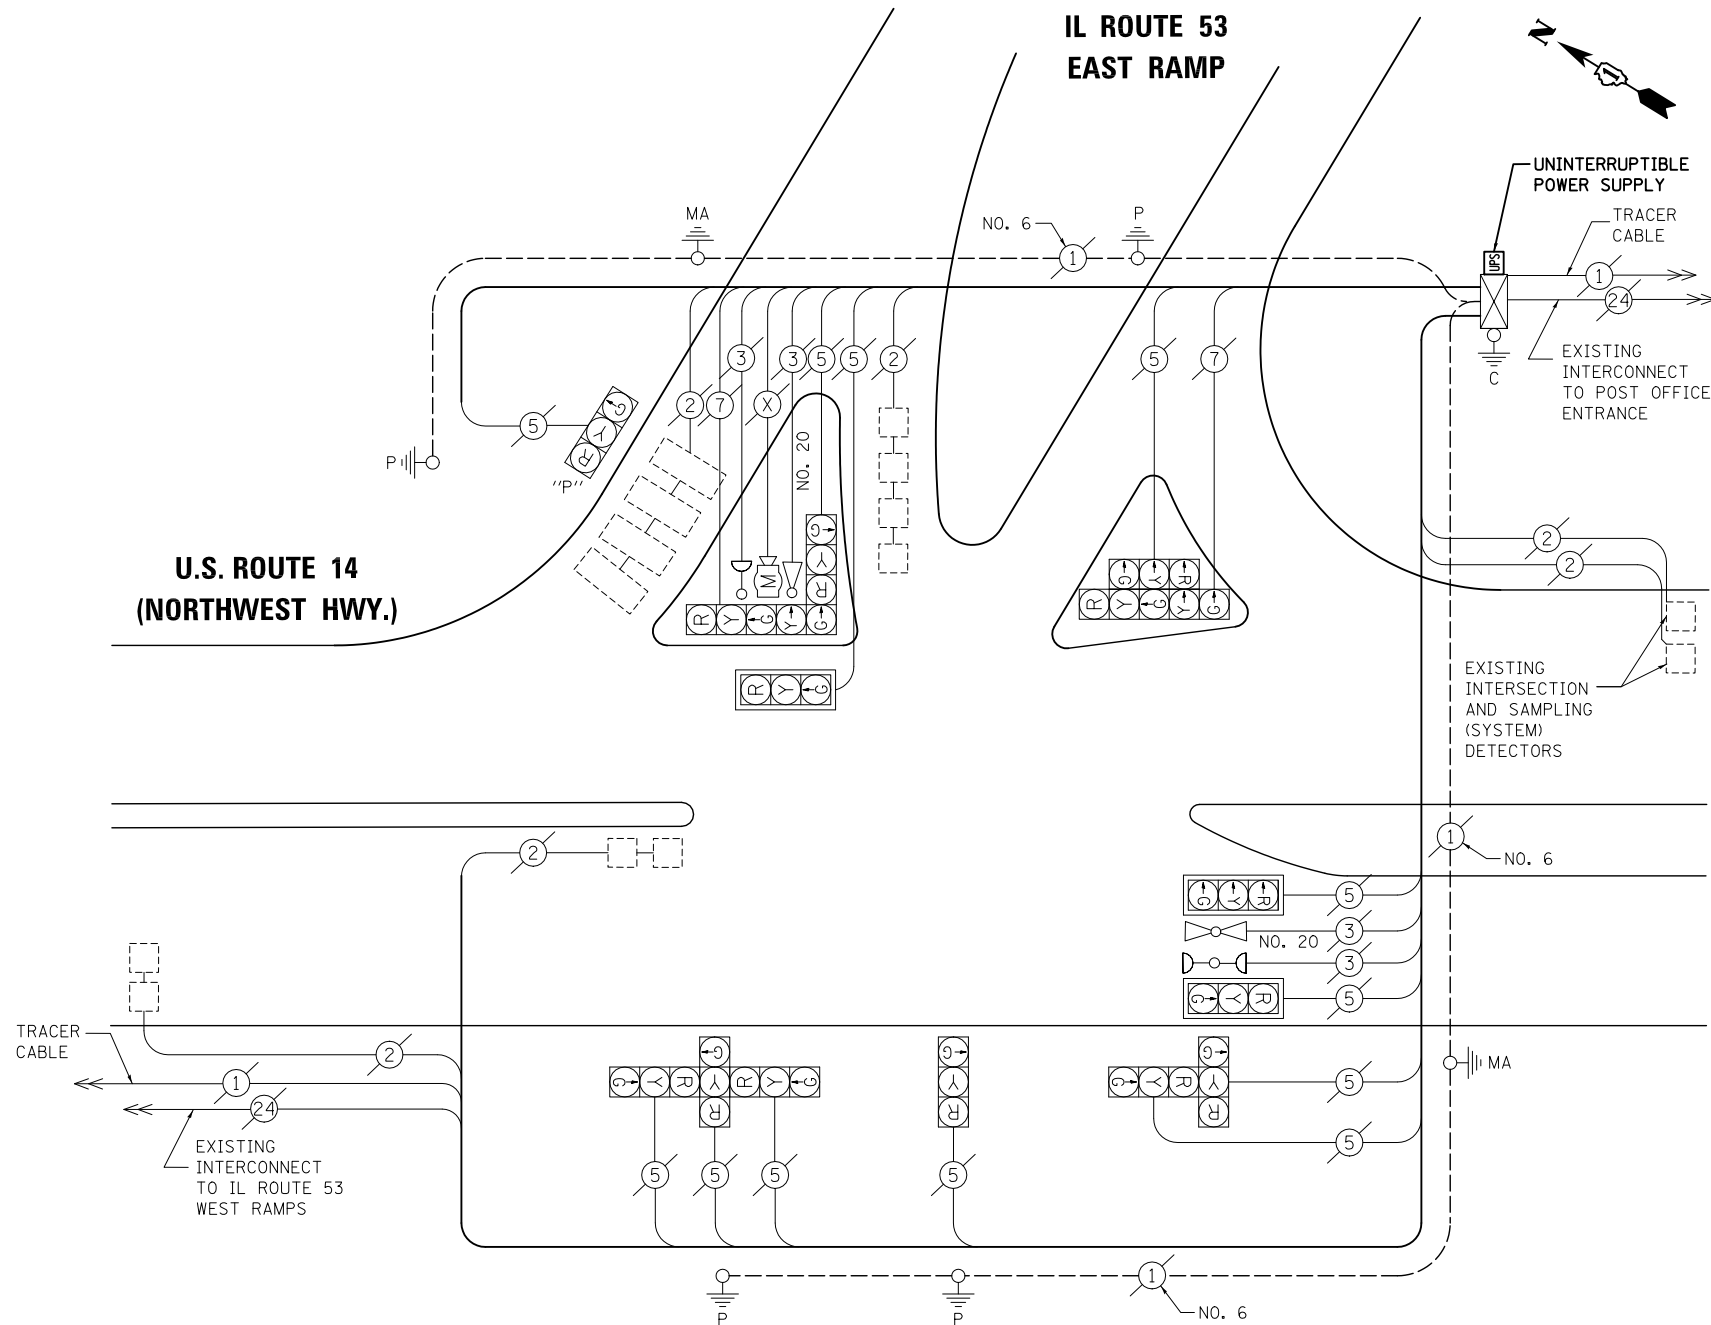 IL ROUTE 53
EAST RAMP
N
1
UNINTERRUPTIBLE
POWER SUPPLY
TRACER
CABLE
MA
NO. 6
1
P
UPS
1
24
C
EXISTING
INTERCONNECT
TO POST OFFICE
ENTRANCE
3
3
5
5
2
5
7
2
7
X
5
P
R Y G
"P"
NO. 20
U.S. ROUTE 14
(NORTHWEST HWY.)
M
G
Y
R
R Y G Y G
G Y R
R Y G Y G
R Y G
2
2
EXISTING
INTERSECTION
AND SAMPLING
(SYSTEM)
DETECTORS
2
1
NO. 6
G Y R
5
3
NO. 20
3
G Y R
5
TRACER
CABLE
2
1
24
EXISTING
INTERCONNECT
TO IL ROUTE 53
WEST RAMPS
G
G Y R Y R Y G
R
G
Y
R
G
G Y R Y
R
5
5
MA
5
5
5
5
P
P
1
NO. 6